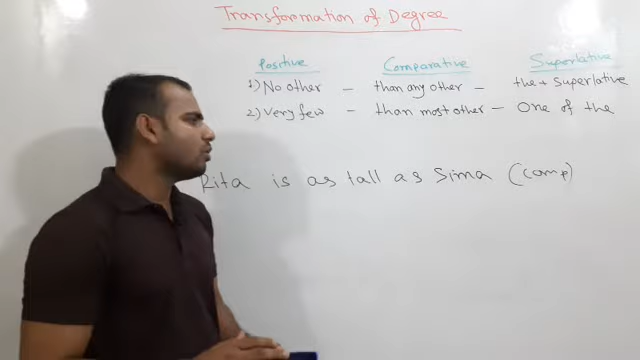 Transformation of Degree
Positive Comparative Superlative
1) No other – than any other – the + Superlative
2) Very few – than most other – One of the
Rita is as tall as Sima (Comp)